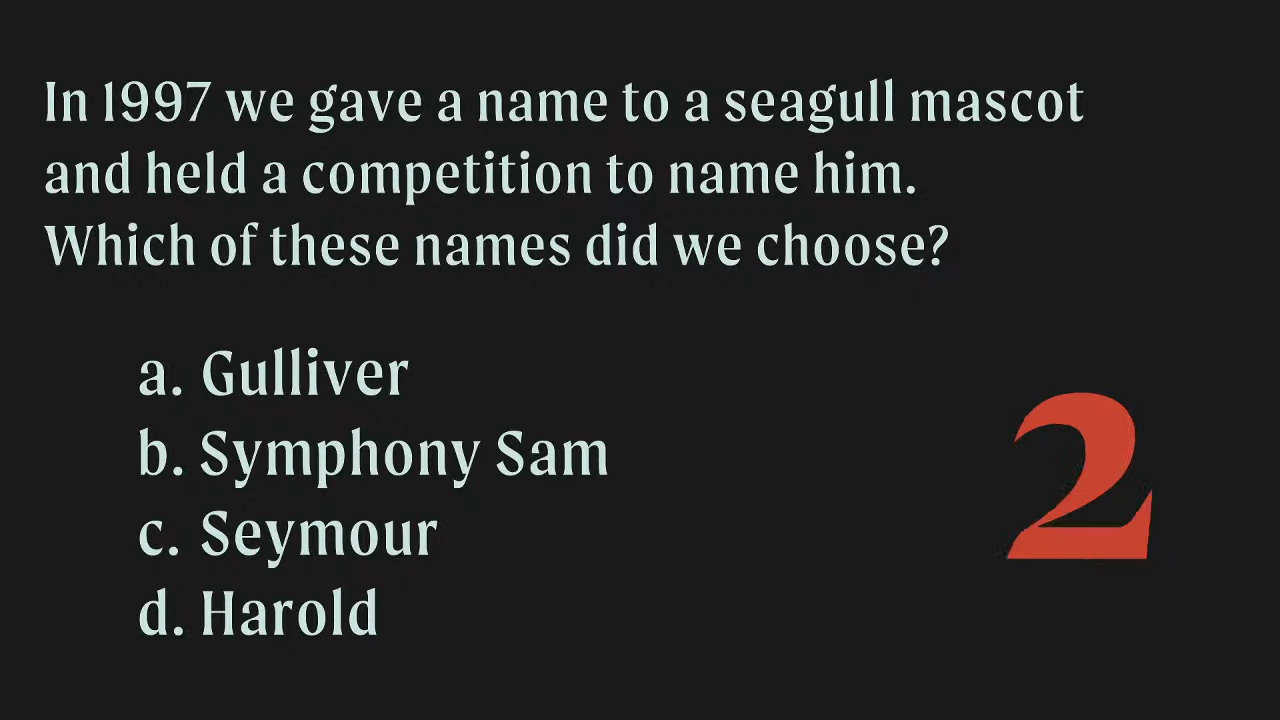 In 1997 we gave a name to a seagull mascot
and held a competition to name him.
Which of these names did we choose?
a. Gulliver
b. Symphony Sam
c. Seymour
d. Harold
2